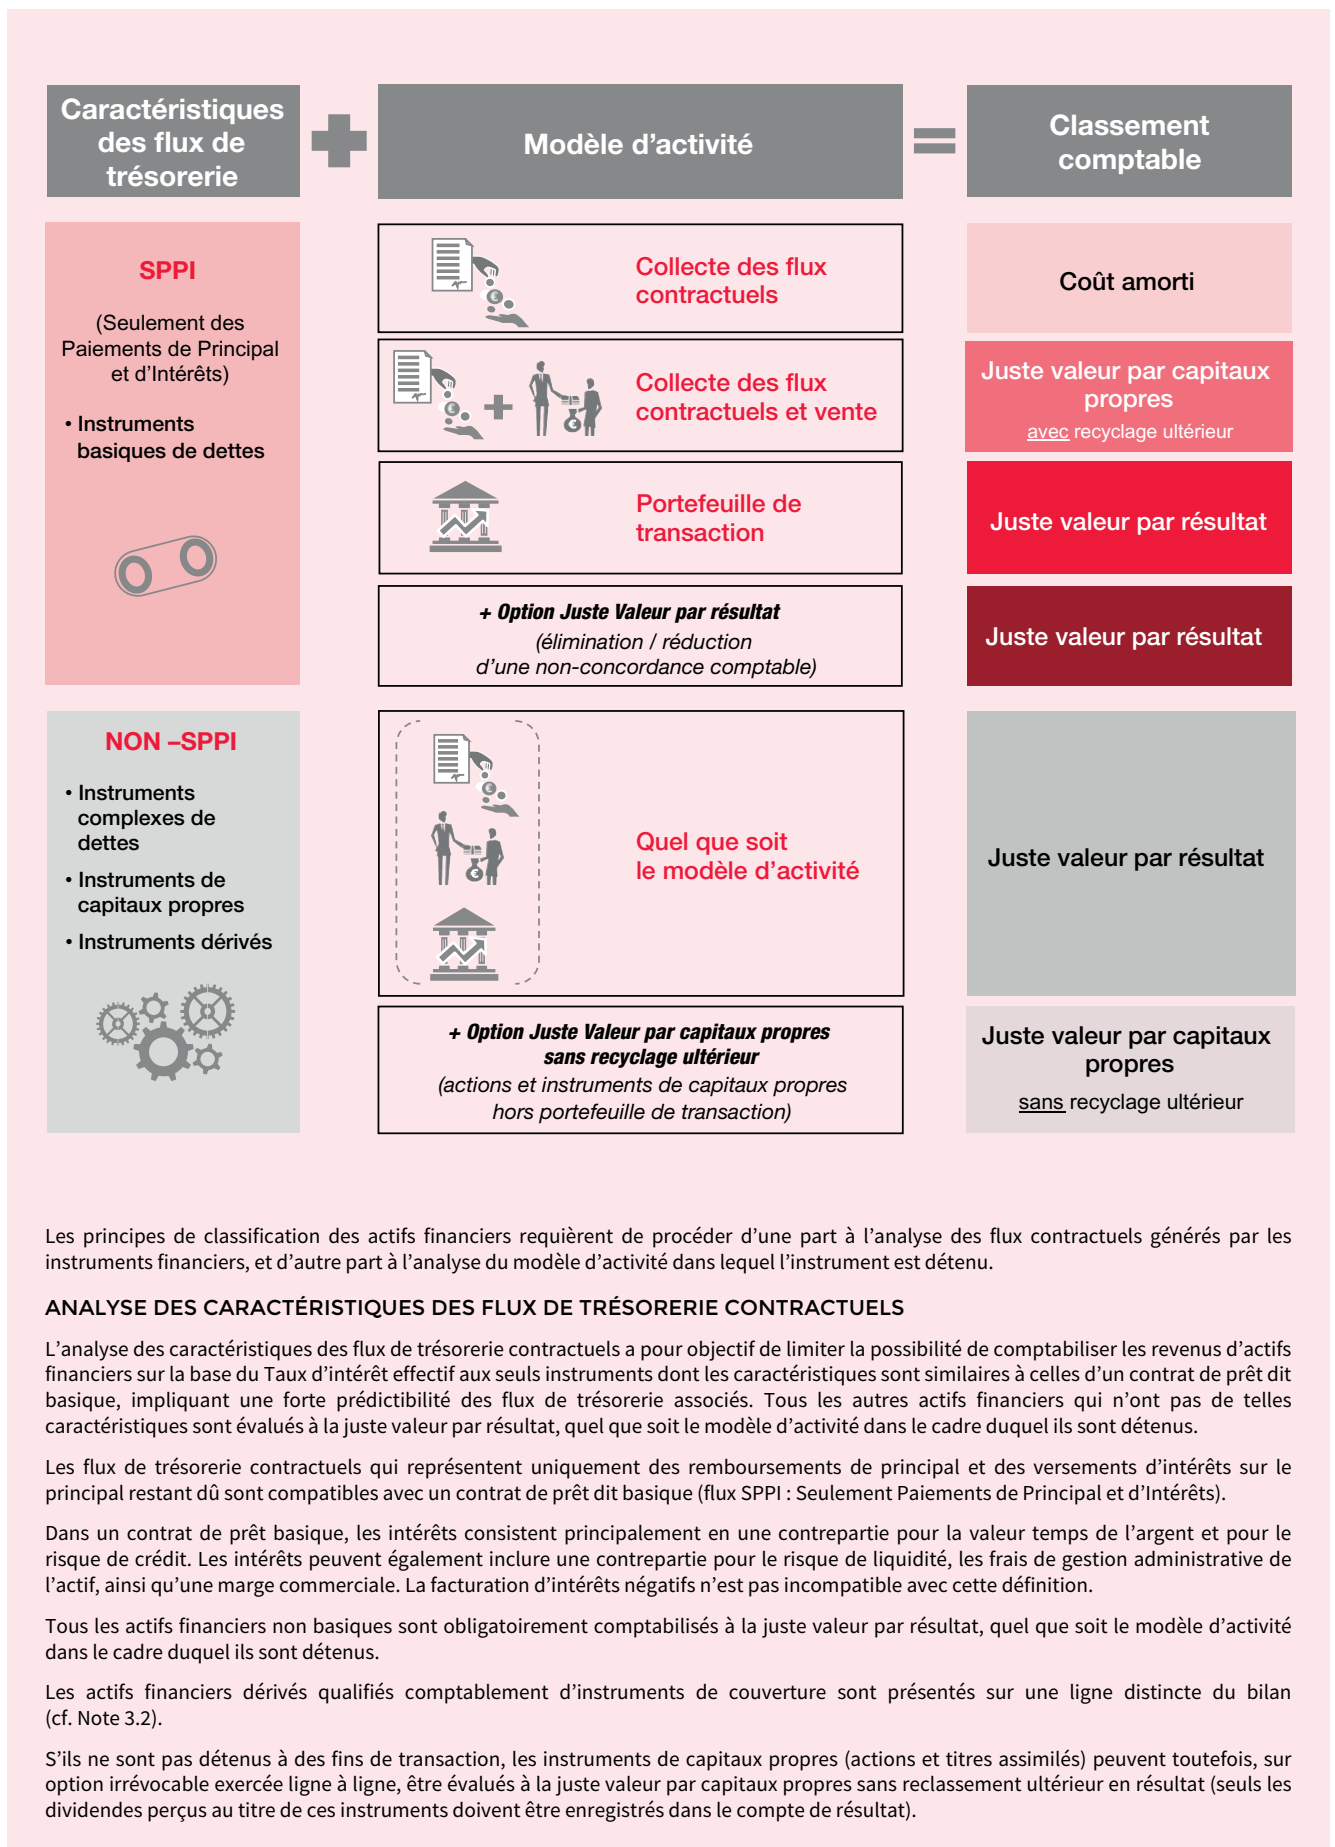 Caractéristiques
des flux de
trésorerie
Modèle d'activité
Classement
comptable
SPPI
(Seulement des
Paiements de Principal
et d'Intérêts)
• Instruments
basiques de dettes
Collecte des flux
contractuels
Coût amorti
Collecte des flux
contractuels et vente
Juste valeur par capitaux
propres
avec recyclage ultérieur
Portefeuille de
transaction
Juste valeur par résultat
+ Option Juste Valeur par résultat
(élimination / réduction
d'une non-concordance comptable)
Juste valeur par résultat
NON –SPPI
• Instruments
complexes de
dettes
• Instruments de
capitaux propres
• Instruments dérivés
Quel que soit
le modèle d'activité
Juste valeur par résultat
+ Option Juste Valeur par capitaux propres
sans recyclage ultérieur
(actions et instruments de capitaux propres
hors portefeuille de transaction)
Juste valeur par capitaux
propres
sans recyclage ultérieur
Les principes de classification des actifs financiers requièrent de procéder d'une part à l'analyse des flux contractuels générés par les
instruments financiers, et d'autre part à l'analyse du modèle d'activité dans lequel l'instrument est détenu.
ANALYSE DES CARACTÉRISTIQUES DES FLUX DE TRÉSORERIE CONTRACTUELS
L'analyse des caractéristiques des flux de trésorerie contractuels a pour objectif de limiter la possibilité de comptabiliser les revenus d'actifs
financiers sur la base du Taux d'intérêt effectif aux seuls instruments dont les caractéristiques sont similaires à celles d'un contrat de prêt dit
basique, impliquant une forte prédictibilité des flux de trésorerie associés. Tous les autres actifs financiers qui n'ont pas de telles
caractéristiques sont évalués à la juste valeur par résultat, quel que soit le modèle d'activité dans le cadre duquel ils sont détenus.
Les flux de trésorerie contractuels qui représentent uniquement des remboursements de principal et des versements d'intérêts sur le
principal restant dû sont compatibles avec un contrat de prêt dit basique (flux SPPI : Seulement Paiements de Principal et d'Intérêts).
Dans un contrat de prêt basique, les intérêts consistent principalement en une contrepartie pour la valeur temps de l'argent et pour le
risque de crédit. Les intérêts peuvent également inclure une contrepartie pour le risque de liquidité, les frais de gestion administrative de
l'actif, ainsi qu'une marge commerciale. La facturation d'intérêts négatifs n'est pas incompatible avec cette définition.
Tous les actifs financiers non basiques sont obligatoirement comptabilisés à la juste valeur par résultat, quel que soit le modèle d'activité
dans le cadre duquel ils sont détenus.
Les actifs financiers dérivés qualifiés comptablement d'instruments de couverture sont présentés sur une ligne distincte du bilan
(cf. Note 3.2).
S'ils ne sont pas détenus à des fins de transaction, les instruments de capitaux propres (actions et titres assimilés) peuvent toutefois, sur
option irrévocable exercée ligne à ligne, être évalués à la juste valeur par capitaux propres sans reclassement ultérieur en résultat (seuls les
dividendes perçus au titre de ces instruments doivent être enregistrés dans le compte de résultat).